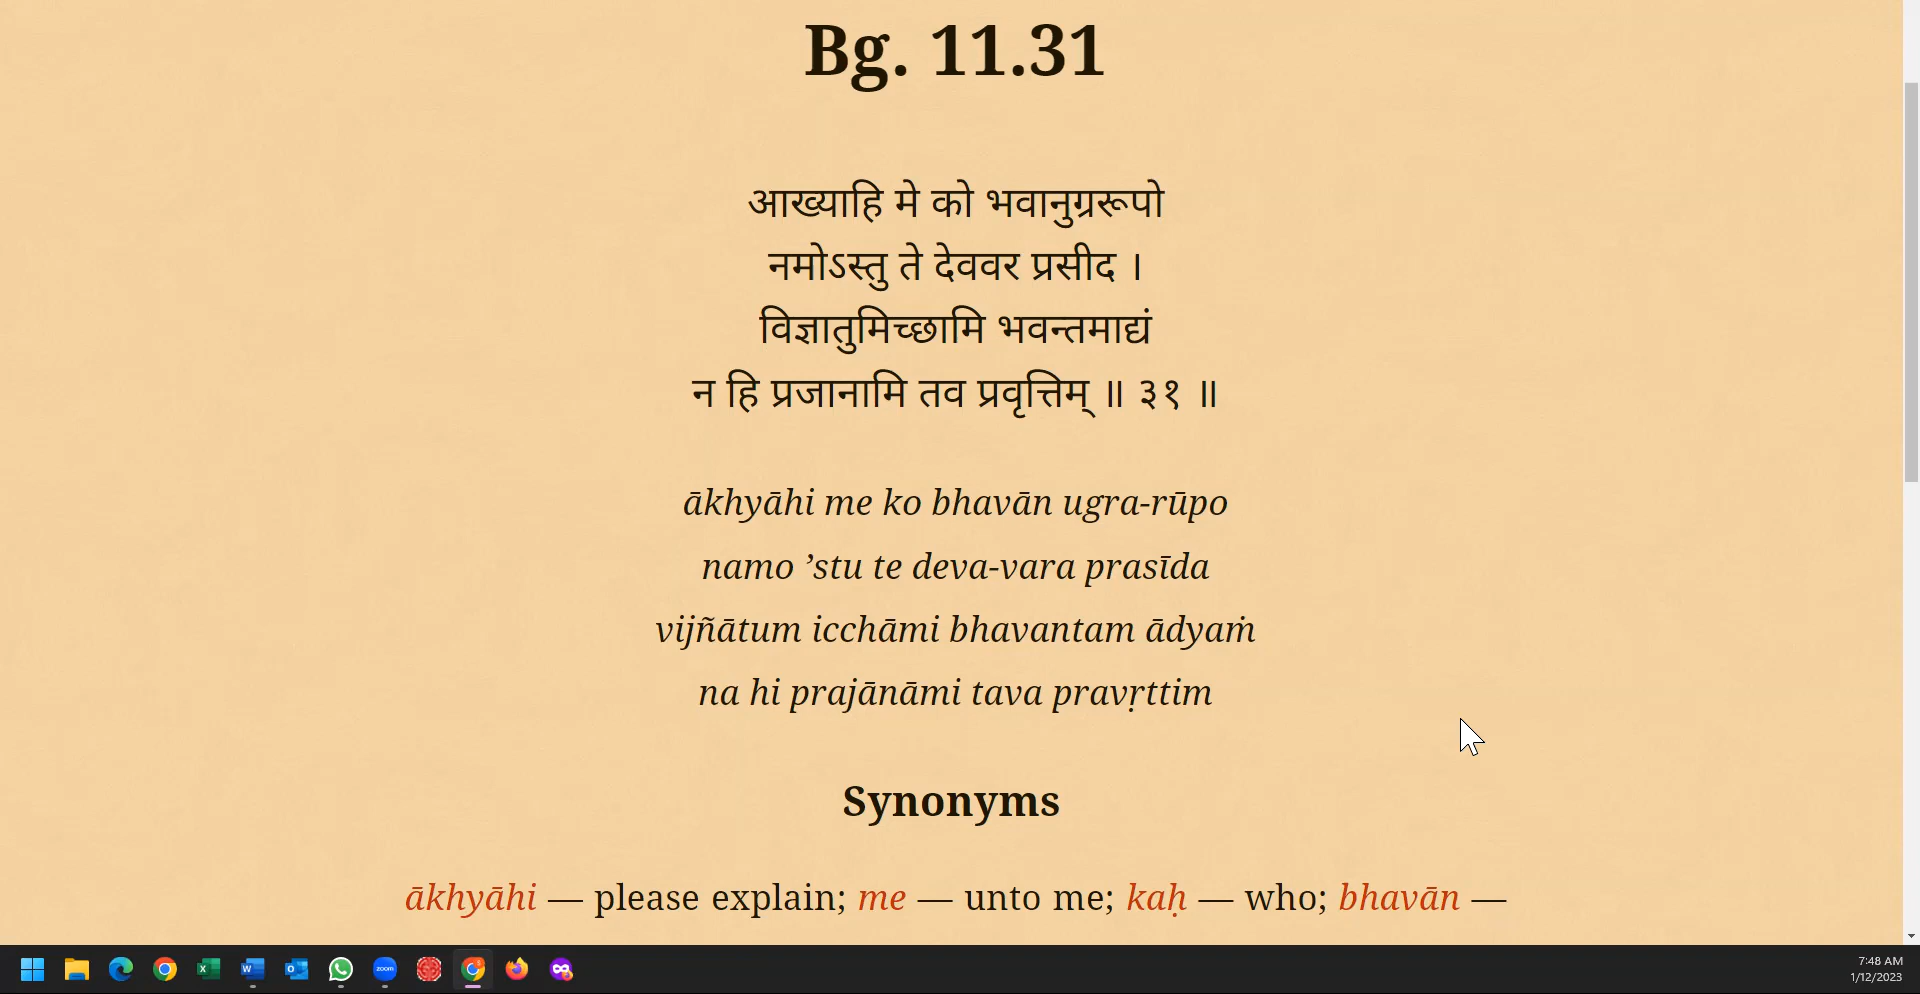 Bg. 11.31
आख्याहि मे को भवानुग्ररूपो
नमोऽस्तु ते देववर प्रसीद ।
विज्ञातुमिच्छामि भवन्तमाद्यं
न हि प्रजानामि तव प्रवृत्तिम् ॥ ३१ ॥
ākhyāhi me ko bhavān ugra-rūpo
namo ’stu te deva-vara prasīda
vijñātum icchāmi bhavantam ādyaṁ
na hi prajānāmi tava pravṛttim
Synonyms
ākhyāhi — please explain; me — unto me; kaḥ — who; bhavān —
zoom
7:48 AM
1/12/2023